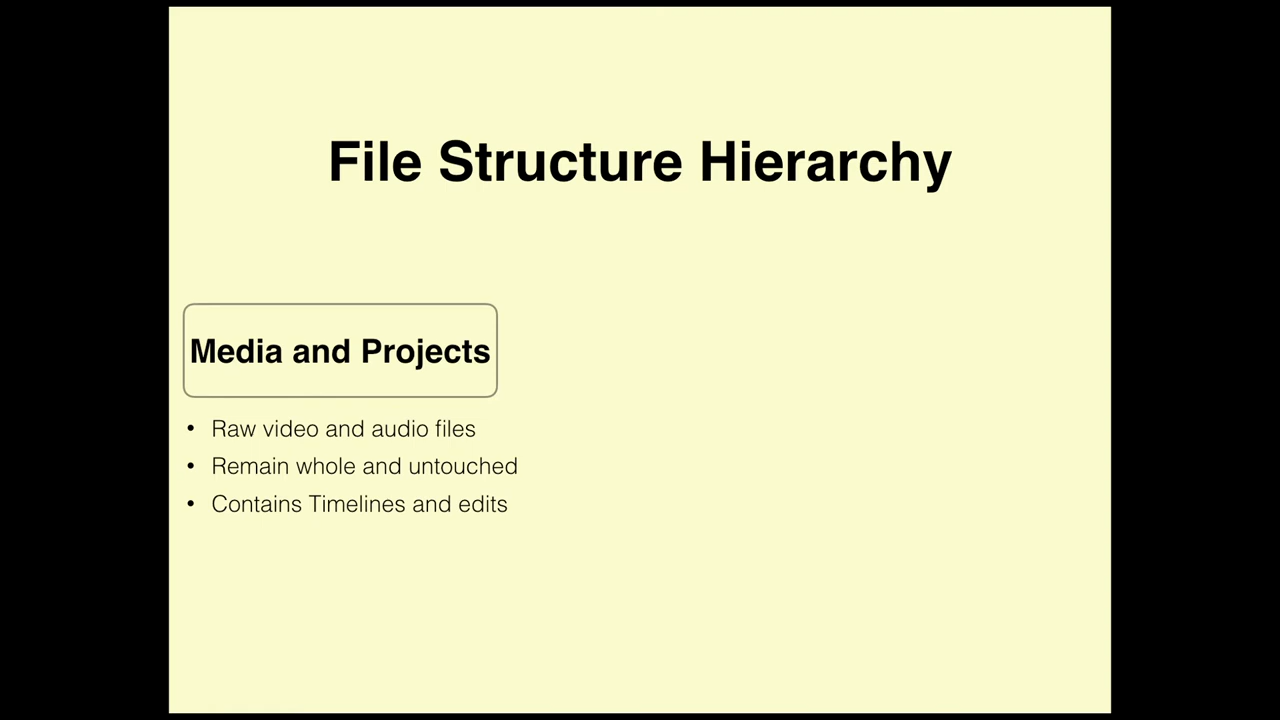 File Structure Hierarchy
Media and Projects
• Raw video and audio files
• Remain whole and untouched
• Contains Timelines and edits